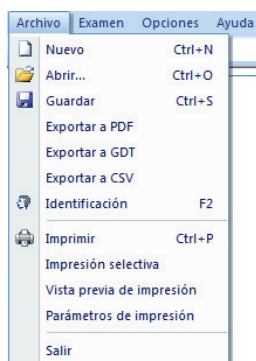 Archivo Examen Opciones Ayuda
Nuevo Ctrl+N
Abrir... Ctrl+O
Guardar Ctrl+S
Exportar a PDF
Exportar a GDT
Exportar a CSV
Identificación F2
Imprimir Ctrl+P
Impresión selectiva
Vista previa de impresión
Parámetros de impresión
Salir